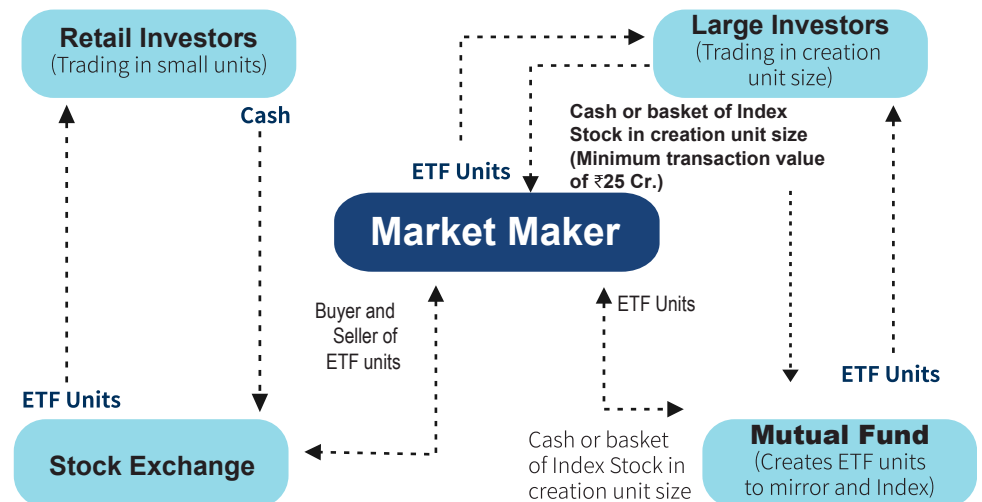 Retail Investors
(Trading in small units)
Large Investors
(Trading in creation
unit size)
Cash
Cash or basket of Index
Stock in creation unit size
(Minimum transaction value
of ₹25 Cr.)
ETF Units
Market Maker
Buyer and
Seller of
ETF units
ETF Units
ETF Units
ETF Units
Stock Exchange
Cash or basket
of Index Stock in
creation unit size
Mutual Fund
(Creates ETF units
to mirror and Index)